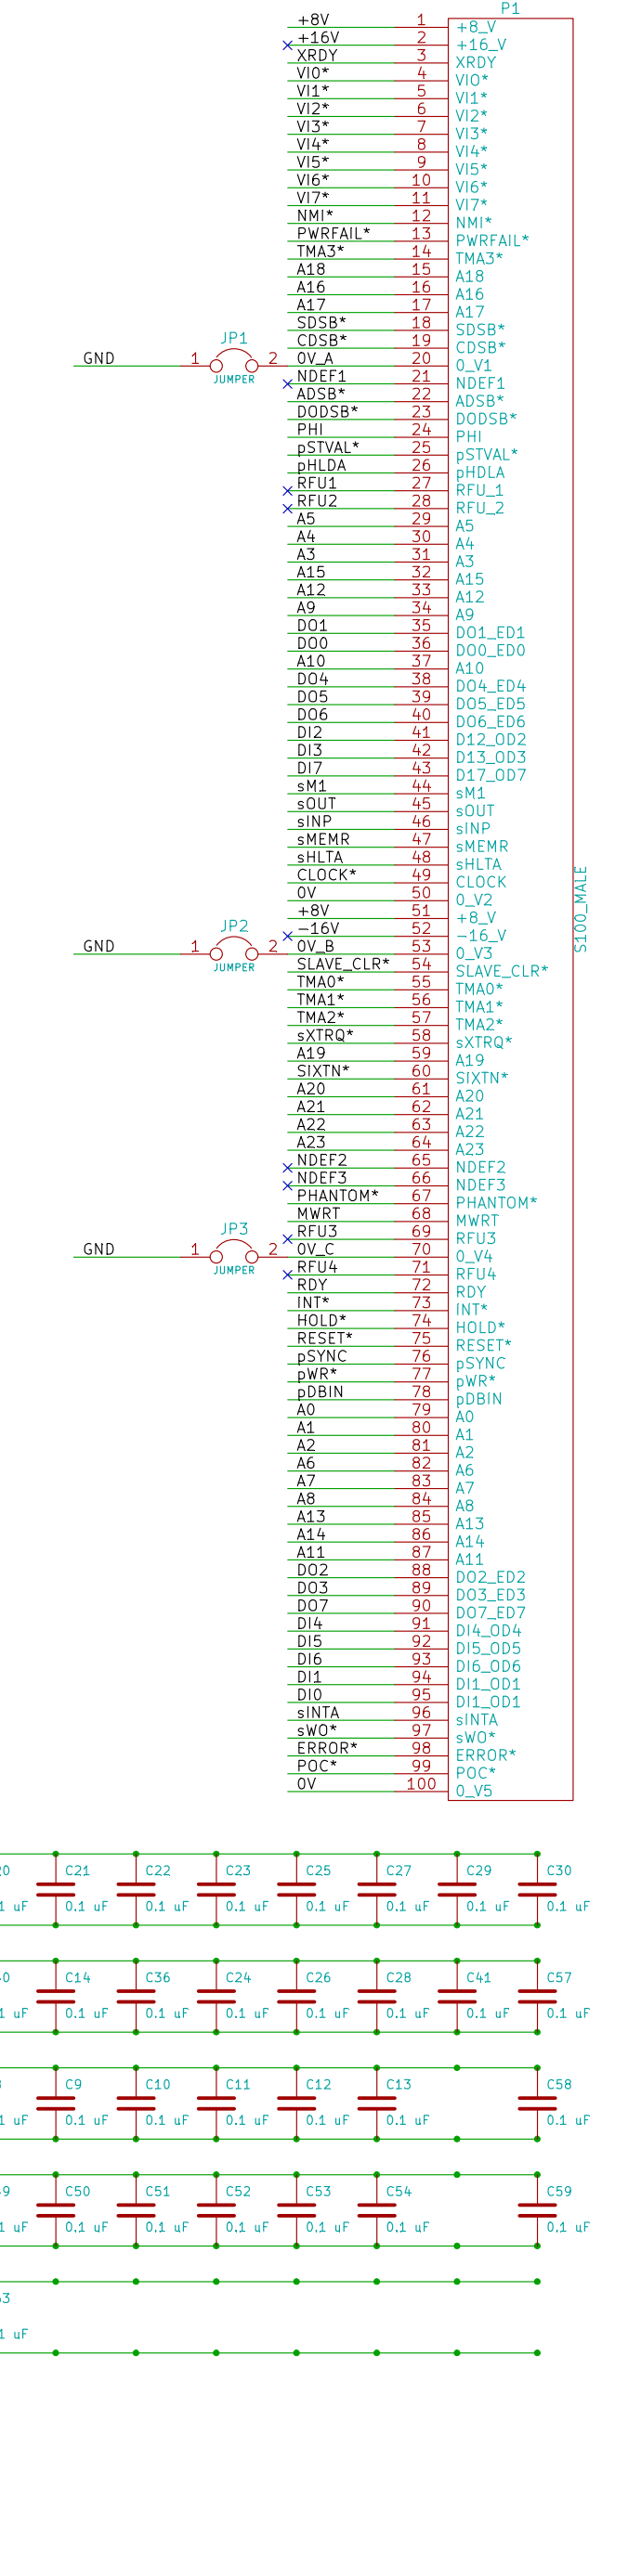 P1
+8V 1 +8_V
+16V 2 +16_V
XRDY 3 XRDY
VI0* 4 VIO*
VI1* 5 VI1*
VI2* 6 VI2*
VI3* 7 VI3*
VI4* 8 VI4*
VI5* 9 VI5*
VI6* 10 VI6*
VI7* 11 VI7*
NMI* 12 NMI*
PWRFAIL* 13 PWRFAIL*
TMA3* 14 TMA3*
A18 15 A18
A16 16 A16
A17 17 A17
SDSB* 18 SDSB*
CDSB* 19 CDSB*
GND 1 JP1 2 JUMPER 0V_A 20 0_V1
NDEF1 21 NDEF1
ADSB* 22 ADSB*
DODSB* 23 DODSB*
PHI 24 PHI
pSTVAL* 25 pSTVAL*
pHLDA 26 pHDLA
RFU1 27 RFU_1
RFU2 28 RFU_2
A5 29 A5
A4 30 A4
A3 31 A3
A15 32 A15
A12 33 A12
A9 34 A9
DO1 35 DO1_ED1
DO0 36 DO0_ED0
A10 37 A10
DO4 38 DO4_ED4
DO5 39 DO5_ED5
DO6 40 DO6_ED6
DI2 41 D12_OD2
DI3 42 D13_OD3
DI7 43 D17_OD7
sM1 44 sM1
sOUT 45 sOUT
sINP 46 sINP
sMEMR 47 sMEMR
sHLTA 48 sHLTA
CLOCK* 49 CLOCK
0V 50 0_V2
S100_MALE
+8V 51 +8_V
-16V 52 -16_V
GND 1 JP2 2 JUMPER 0V_B 53 0_V3
SLAVE_CLR* 54 SLAVE_CLR*
TMA0* 55 TMA0*
TMA1* 56 TMA1*
TMA2* 57 TMA2*
sXTRQ* 58 sXTRQ*
A19 59 A19
SIXTN* 60 SIXTN*
A20 61 A20
A21 62 A21
A22 63 A22
A23 64 A23
NDEF2 65 NDEF2
NDEF3 66 NDEF3
PHANTOM* 67 PHANTOM*
MWRT 68 MWRT
RFU3 69 RFU3
GND 1 JP3 2 JUMPER 0V_C 70 0_V4
RFU4 71 RFU4
RDY 72 RDY
INT* 73 INT*
HOLD* 74 HOLD*
RESET* 75 RESET*
pSYNC 76 pSYNC
pWR* 77 pWR*
pDBIN 78 pDBIN
A0 79 A0
A1 80 A1
A2 81 A2
A6 82 A6
A7 83 A7
A8 84 A8
A13 85 A13
A14 86 A14
A11 87 A11
DO2 88 DO2_ED2
DO3 89 DO3_ED3
DO7 90 DO7_ED7
DI4 91 DI4_OD4
DI5 92 DI5_OD5
DI6 93 DI6_OD6
DI1 94 DI1_OD1
DI0 95 DI1_OD1
sINTA 96 sINTA
sWO* 97 sWO*
ERROR* 98 ERROR*
POC* 99 POC*
0V 100 0_V5
C21 C22 C23 C25 C27 C29 C30
1 uF 0.1 uF 0.1 uF 0.1 uF 0.1 uF 0.1 uF 0.1 uF 0.1 uF
C14 C36 C24 C26 C28 C41 C57
1 uF 0.1 uF 0.1 uF 0.1 uF 0.1 uF 0.1 uF 0.1 uF 0.1 uF
C9 C10 C11 C12 C13 C58
1 uF 0.1 uF 0.1 uF 0.1 uF 0.1 uF 0.1 uF 0.1 uF
C50 C51 C52 C53 C54 C59
1 uF 0.1 uF 0.1 uF 0.1 uF 0.1 uF 0.1 uF 0.1 uF
1 uF